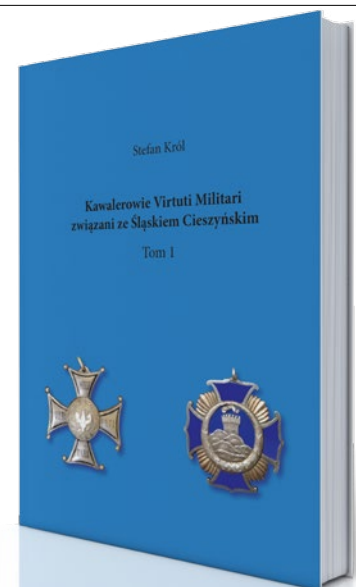 Stefan Król
Kawalerowie Virtuti Militari
związani ze Śląskiem Cieszyńskim
Tom 1